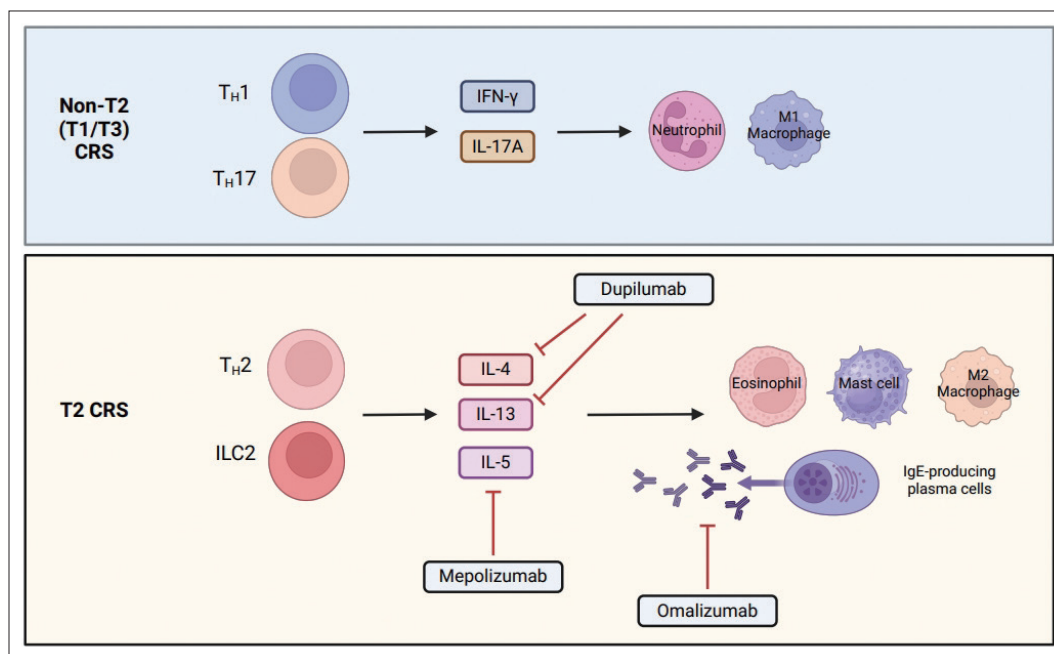 Non-T2
(T1/T3)
CRS
TH1
TH17
IFN-γ
IL-17A
Neutrophil
M1
Macrophage
T2 CRS
TH2
ILC2
Dupilumab
IL-4
IL-13
IL-5
Mepolizumab
Eosinophil
Mast cell
M2
Macrophage
IgE-producing
plasma cells
Omalizumab